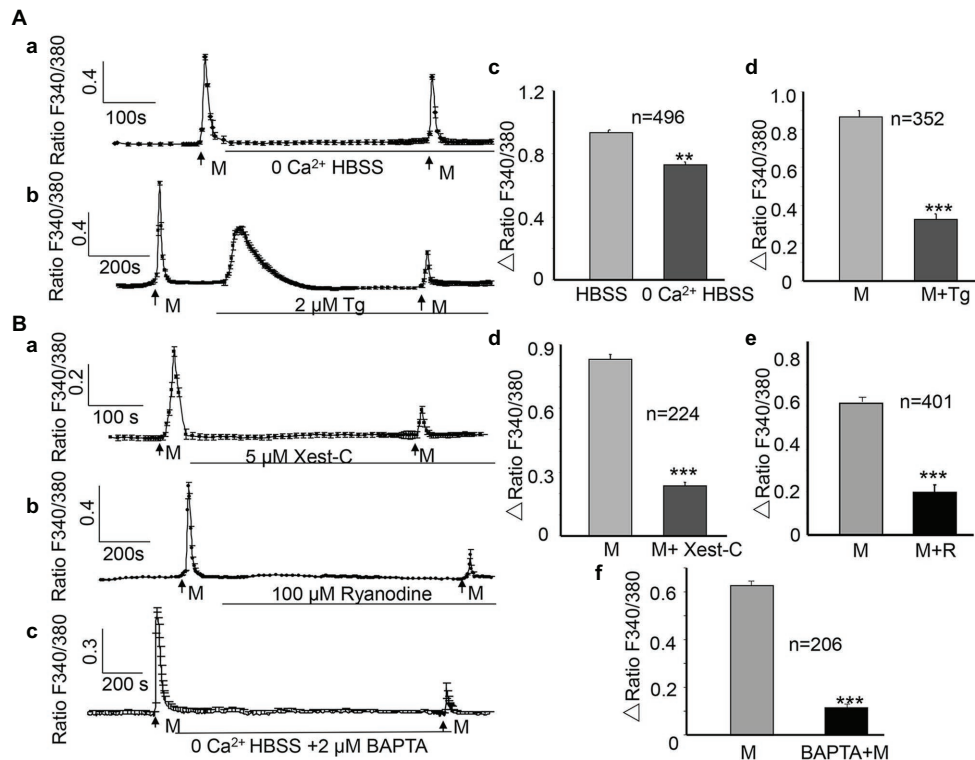 A
a
Ratio F340/380
0.4
100s
M
M
0 Ca²⁺ HBSS
b
Ratio F340/380
0.4
200s
M
M
2 µM Tg
c
△Ratio F340/380
1.2
0.8
0.4
0
n=496
**
HBSS
0 Ca²⁺ HBSS
d
△Ratio F340/380
1.0
0.8
0.6
0.4
0.2
0
n=352
***
M
M+Tg
B
a
Ratio F340/380
0.2
100 s
M
M
5 µM Xest-C
b
Ratio F340/380
0.4
200s
M
M
100 µM Ryanodine
c
Ratio F340/380
0.3
200 s
M
M
0 Ca²⁺ HBSS +2 µM BAPTA
d
△Ratio F340/380
0.9
0.6
0.3
0
n=224
***
M
M+ Xest-C
e
△Ratio F340/380
0.8
0.6
0.4
0.2
0
n=401
***
M
M+R
f
△Ratio F340/380
0.6
0.4
0.2
0
n=206
***
M
BAPTA+M